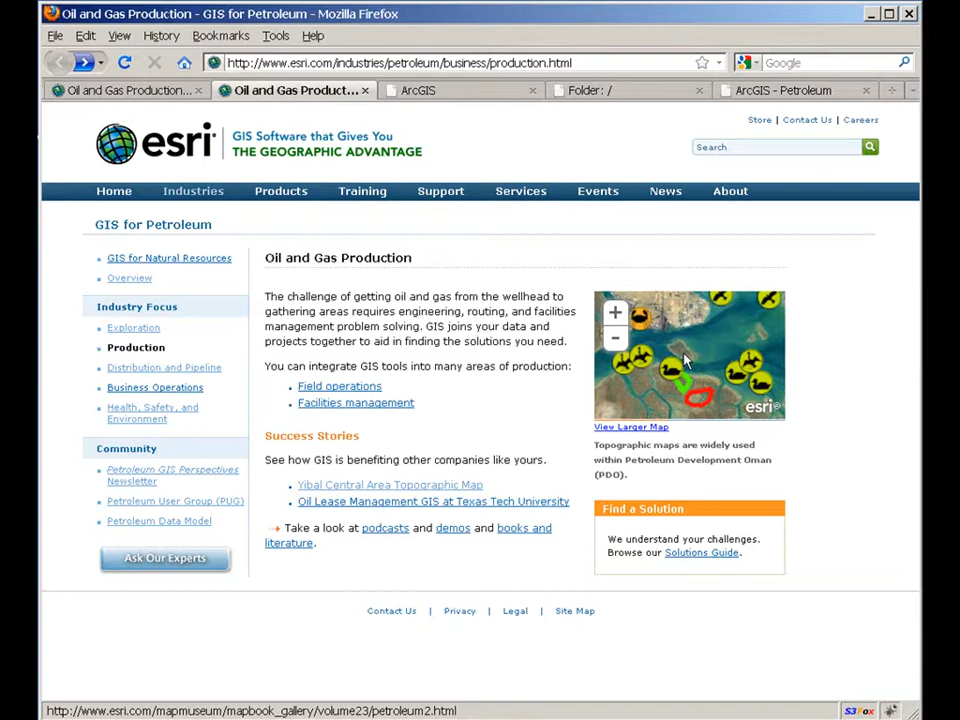 Oil and Gas Production - GIS for Petroleum - Mozilla Firefox
File Edit View History Bookmarks Tools Help
http://www.esri.com/industries/petroleum/business/production.html
Google
Oil and Gas Production...
Oil and Gas Product...
ArcGIS
Folder: /
ArcGIS - Petroleum
Store | Contact Us | Careers
esri
GIS Software that Gives You
THE GEOGRAPHIC ADVANTAGE
Search
Home Industries Products Training Support Services Events News About
GIS for Petroleum
GIS for Natural Resources
Overview
Industry Focus
Exploration
Production
Distribution and Pipeline
Business Operations
Health, Safety, and
Environment
Community
Petroleum GIS Perspectives
Newsletter
Petroleum User Group (PUG)
Petroleum Data Model
Ask Our Experts
Oil and Gas Production
The challenge of getting oil and gas from the wellhead to
gathering areas requires engineering, routing, and facilities
management problem solving. GIS joins your data and
projects together to aid in finding the solutions you need.
You can integrate GIS tools into many areas of production:
Field operations
Facilities management
Success Stories
See how GIS is benefiting other companies like yours.
Yibal Central Area Topographic Map
Oil Lease Management GIS at Texas Tech University
Take a look at podcasts and demos and books and
literature.
+
-
esri
View Larger Map
Topographic maps are widely used
within Petroleum Development Oman
(PDO).
Find a Solution
We understand your challenges.
Browse our Solutions Guide.
Contact Us | Privacy | Legal | Site Map
http://www.esri.com/mapmuseum/mapbook_gallery/volume23/petroleum2.html
S3Fox